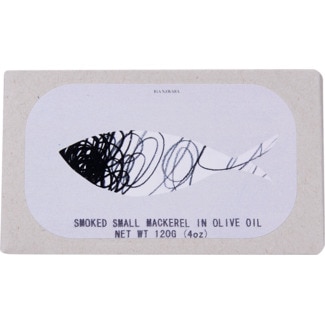 SMOKED SMALL MACKEREL IN OLIVE OIL
NET WT 120G (4oz)